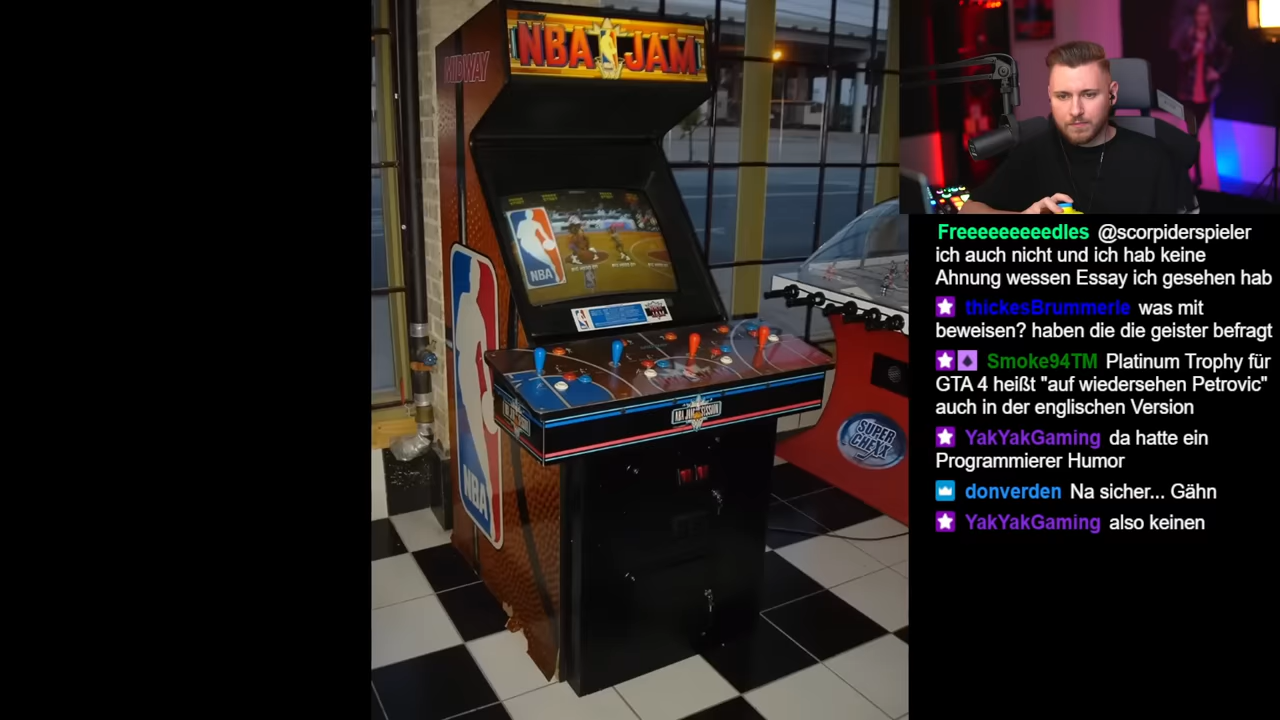 NBA JAM
MIDWAY
NBA
NBA JAM SESSION
NBA
SUPER
CHEXX
Freeeeeeeeedles @scorpiderspieler
ich auch nicht und ich hab keine
Ahnung wessen Essay ich gesehen hab
thickesBrummerle was mit
beweisen? haben die die geister befragt
Smoke94TM Platinum Trophy für
GTA 4 heißt "auf wiedersehen Petrovic"
auch in der englischen Version
YakYakGaming da hatte ein
Programmierer Humor
donverden Na sicher... Gähn
YakYakGaming also keinen